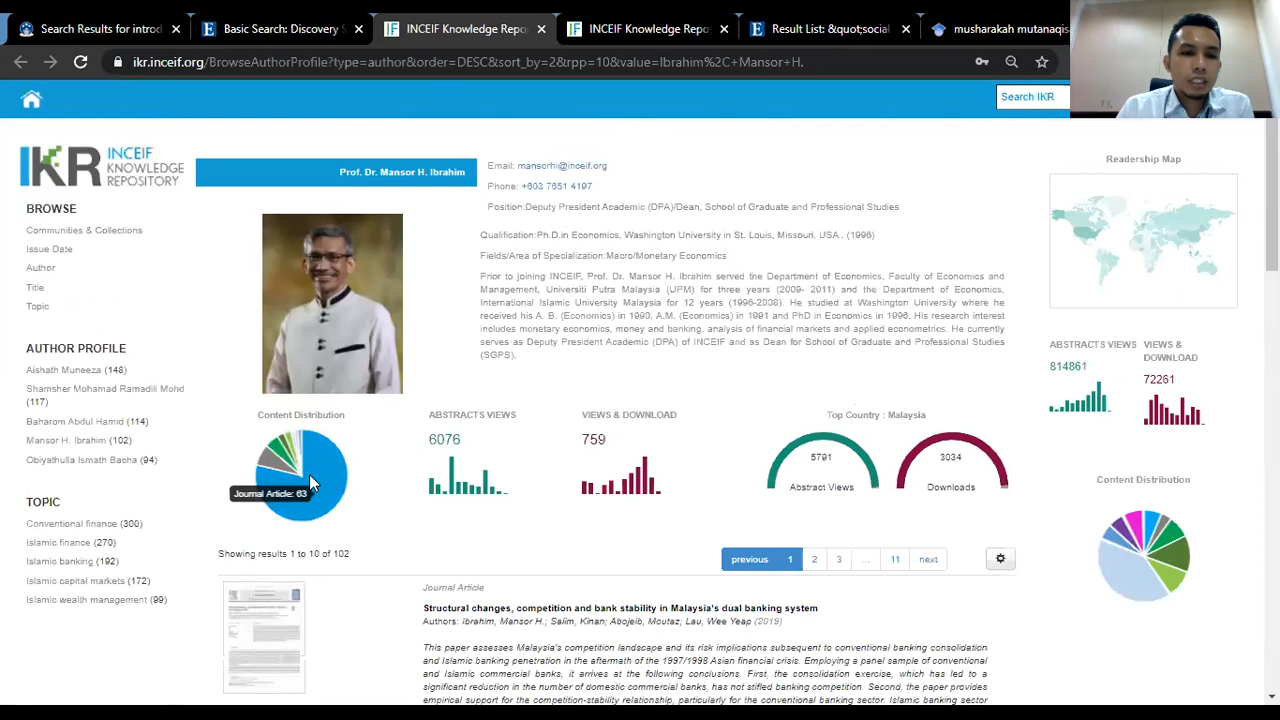 Search Results for introd
Basic Search: Discovery S
INCEIF Knowledge Repo
INCEIF Knowledge Repo
Result List: &quot;social
musharakah mutanaqis
ikr.inceif.org/BrowseAuthorProfile?type=author&order=DESC&sort_by=2&rpp=10&value=Ibrahim%2C+Mansor+H.
Search IKR
IKR INCEIF KNOWLEDGE REPOSITORY
BROWSE
Communities & Collections
Issue Date
Author
Title
Topic
AUTHOR PROFILE
Aishath Muneeza (148)
Shamsher Mohamad Ramadili Mohd
(117)
Baharom Abdul Hamid (114)
Mansor H. Ibrahim (102)
Obiyathulla Ismath Bacha (94)
TOPIC
Conventional finance (300)
Islamic finance (270)
Islamic banking (192)
Islamic capital markets (172)
Islamic wealth management (99)
Prof. Dr. Mansor H. Ibrahim
Email: mansorhi@inceif.org
Phone: +603 7651 4197
Position:Deputy President Academic (DPA)/Dean, School of Graduate and Professional Studies
Qualification:Ph.D.in Economics, Washington University in St. Louis, Missouri, USA . (1996)
Fields/Area of Specialization:Macro/Monetary Economics
Prior to joining INCEIF, Prof. Dr. Mansor H. Ibrahim served the Department of Economics, Faculty of Economics and
Management, Universiti Putra Malaysia (UPM) for three years (2009- 2011) and the Department of Economics,
International Islamic University Malaysia for 12 years (1996-2008). He studied at Washington University where he
received his A. B. (Economics) in 1990, A.M. (Economics) in 1991 and PhD in Economics in 1996. His research interest
includes monetary economics, money and banking, analysis of financial markets and applied econometrics. He currently
serves as Deputy President Academic (DPA) of INCEIF and as Dean for School of Graduate and Professional Studies
(SGPS).
Content Distribution
Journal Article: 63
ABSTRACTS VIEWS
6076
VIEWS & DOWNLOAD
759
Top Country : Malaysia
5791
Abstract Views
3034
Downloads
Showing results 1 to 10 of 102
previous 1 2 3 ... 11 next
Journal Article
Structural changes, competition and bank stability in Malaysia's dual banking system
Authors: Ibrahim, Mansor H.; Salim, Kinan; Abojeib, Moutaz; Lau, Wee Yeap (2019)
This paper assesses Malaysia's competition landscape and its risk implications subsequent to conventional banking consolidation
and Islamic banking penetration in the aftermath of the 1997/1998 Asian financial crisis. Employing a panel sample of conventional
and Islamic commercial banks, it arrives at the following conclusions. First, the consolidation exercise, which has led to a
significant reduction in the number of domestic commercial banks, has not stifled banking competition. Second, the paper provides
empirical support for the competition-stability relationship, particularly for the conventional banking sector. Islamic banking sector
Readership Map
ABSTRACTS VIEWS
814861
VIEWS &
DOWNLOAD
72261
Content Distribution